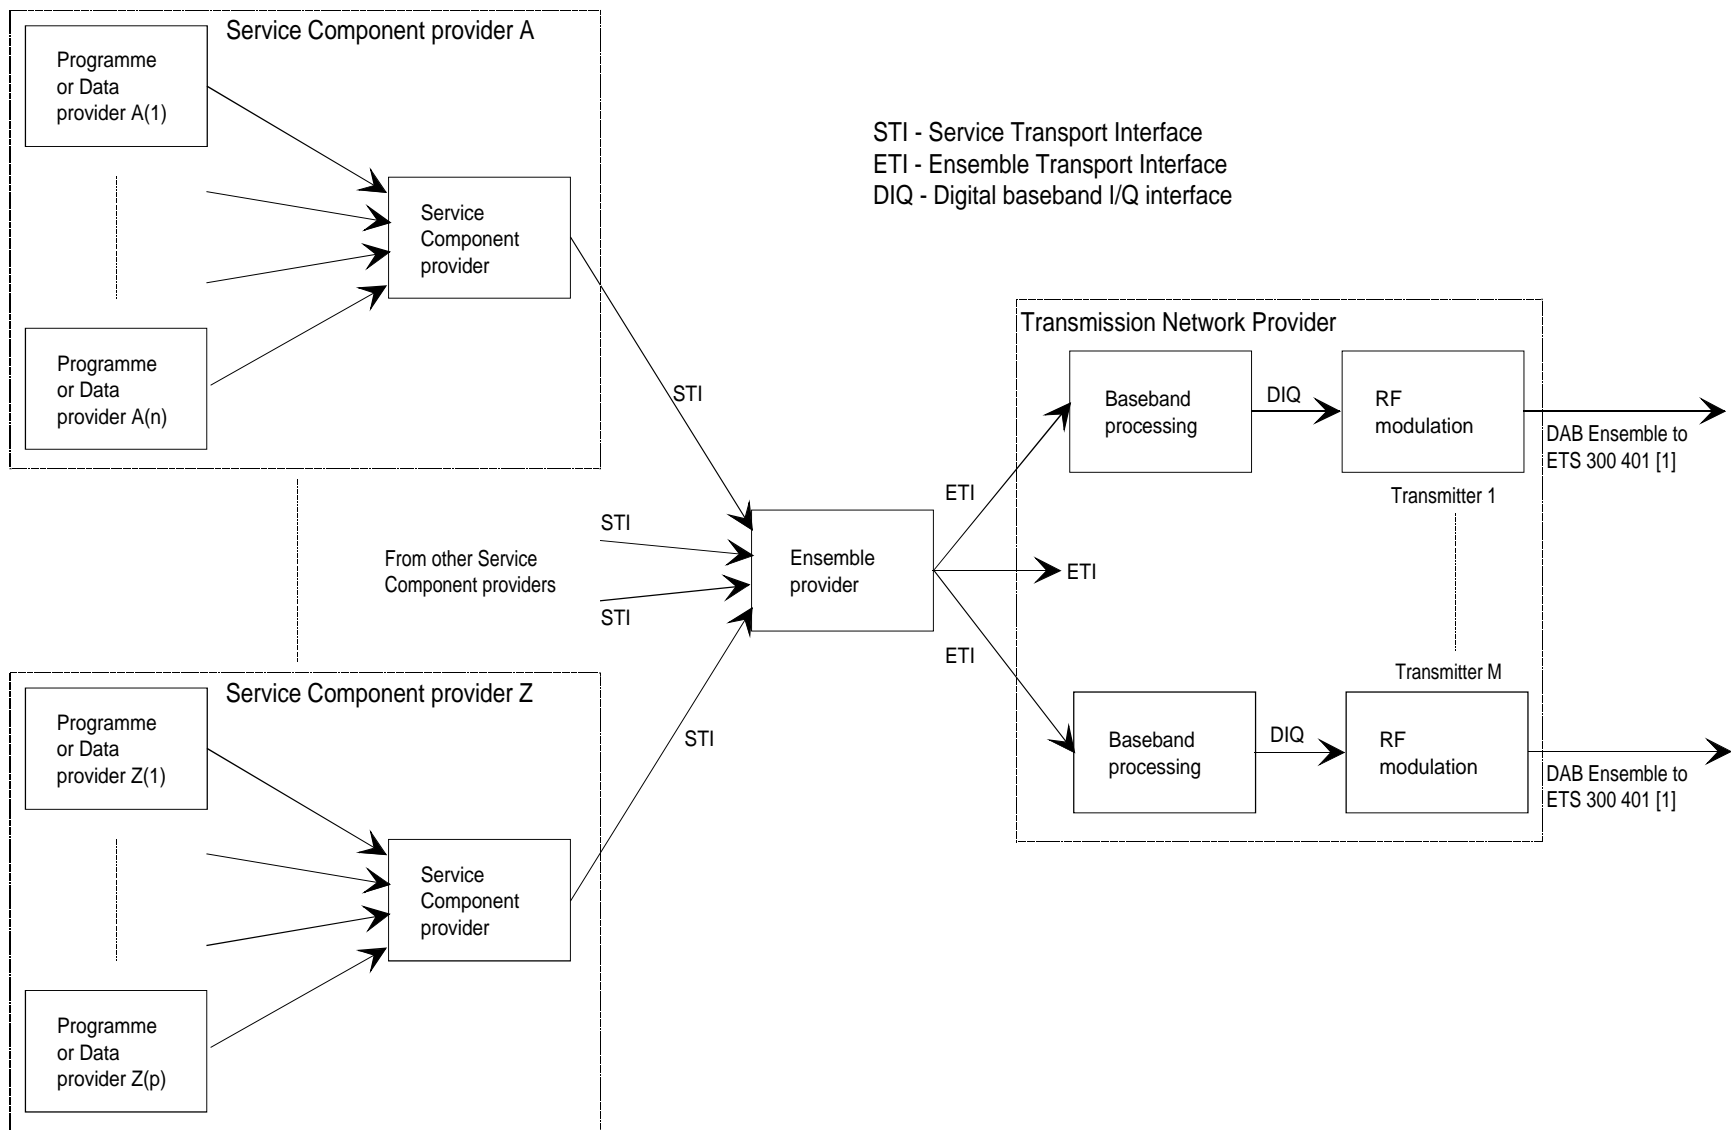 Service Component provider A
Programme
or Data
provider A(1)
Service
Component
provider
Programme
or Data
provider A(n)
STI - Service Transport Interface
ETI - Ensemble Transport Interface
DIQ - Digital baseband I/Q interface
STI
From other Service
Component providers
STI
STI
Ensemble
provider
STI
Service Component provider Z
Programme
or Data
provider Z(1)
Service
Component
provider
Programme
or Data
provider Z(p)
Transmission Network Provider
ETI
Baseband
processing
DIQ
RF
modulation
DAB Ensemble to
ETS 300 401 [1]
Transmitter 1
ETI
ETI
Transmitter M
Baseband
processing
DIQ
RF
modulation
DAB Ensemble to
ETS 300 401 [1]